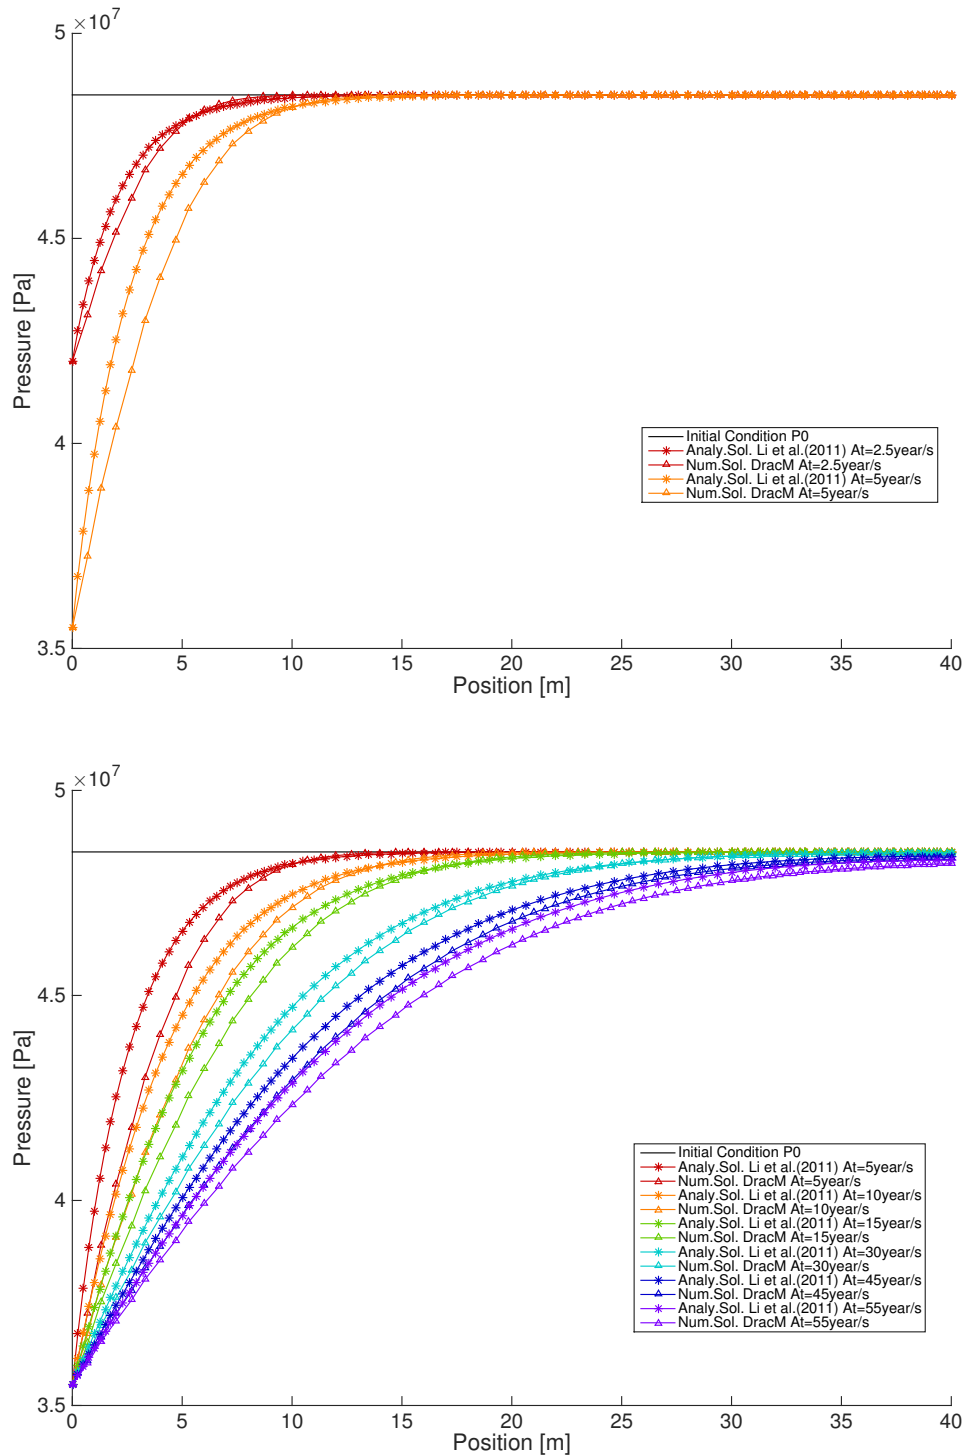 5
×10^7
4.5
4
3.5
Pressure [Pa]
Initial Condition P0
Analy.Sol. Li et al.(2011) At=2.5year/s
Num.Sol. DracM At=2.5year/s
Analy.Sol. Li et al.(2011) At=5year/s
Num.Sol. DracM At=5year/s
0 5 10 15 20 25 30 35 40
Position [m]
5
×10^7
4.5
4
3.5
Pressure [Pa]
Initial Condition P0
Analy.Sol. Li et al.(2011) At=5year/s
Num.Sol. DracM At=5year/s
Analy.Sol. Li et al.(2011) At=10year/s
Num.Sol. DracM At=10year/s
Analy.Sol. Li et al.(2011) At=15year/s
Num.Sol. DracM At=15year/s
Analy.Sol. Li et al.(2011) At=30year/s
Num.Sol. DracM At=30year/s
Analy.Sol. Li et al.(2011) At=45year/s
Num.Sol. DracM At=45year/s
Analy.Sol. Li et al.(2011) At=55year/s
Num.Sol. DracM At=55year/s
0 5 10 15 20 25 30 35 40
Position [m]